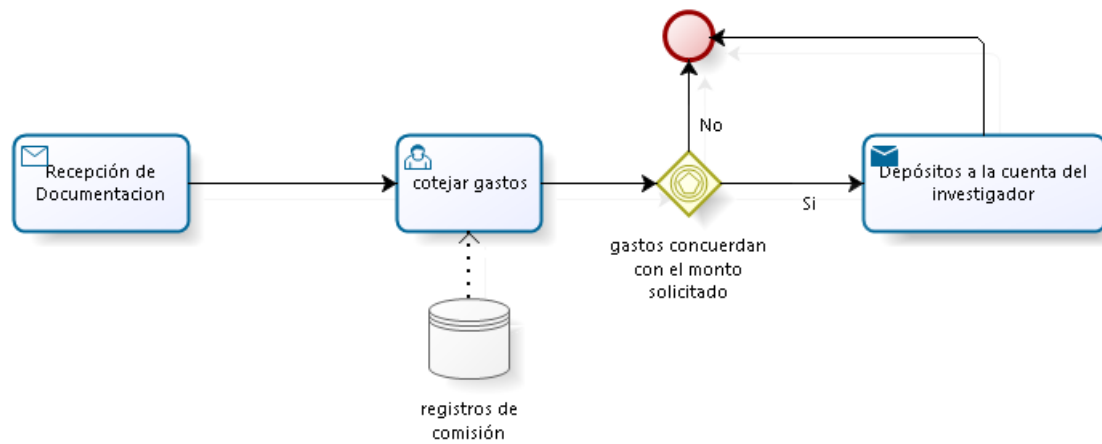 Recepción de
Documentacion
cotejar gastos
No
Si
Depósitos a la cuenta del
investigador
gastos concuerdan
con el monto
solicitado
registros de
comisión